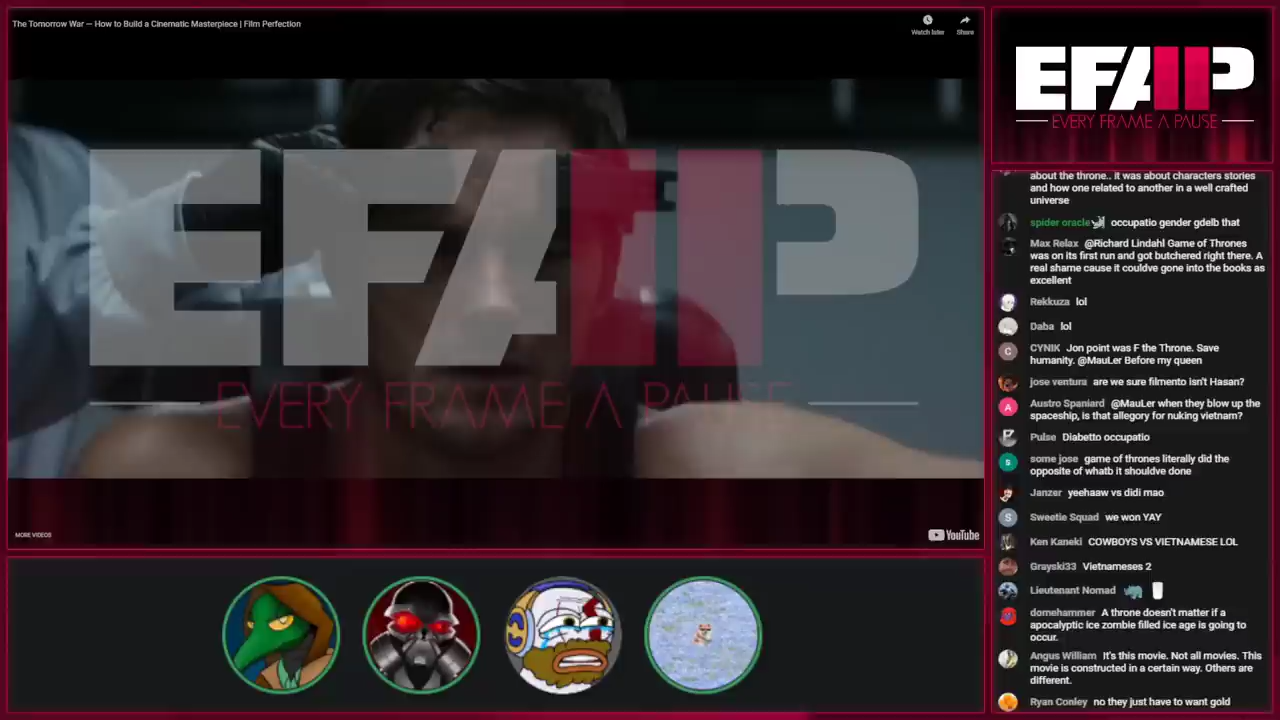 The Tomorrow War — How to Build a Cinematic Masterpiece | Film Perfection
Watch later
Share
EFAP
EVERY FRAME A PAUSE
MORE VIDEOS
YouTube
EFAP
EVERY FRAME A PAUSE
about the throne.. it was about characters stories
and how one related to another in a well crafted
universe
spider oracle occupatio gender gdelb that
Max Relax @Richard Lindahl Game of Thrones
was on its first run and got butchered right there. A
real shame cause it couldve gone into the books as
excellent
Rekkuza lol
Daba lol
C CYNIK Jon point was F the Throne. Save
humanity. @MauLer Before my queen
jose ventura are we sure filmento isn't Hasan?
A Austro Spaniard @MauLer when they blow up the
spaceship, is that allegory for nuking vietnam?
Pulse Diabetto occupatio
S some jose game of thrones literally did the
opposite of whatb it shouldve done
Janzer yeehaaw vs didi mao
S Sweetie Squad we won YAY
Ken Kaneki COWBOYS VS VIETNAMESE LOL
Grayski33 Vietnameses 2
Lieutenant Nomad
domehammer A throne doesn't matter if a
apocalyptic ice zombie filled ice age is going to
occur.
Angus William It's this movie. Not all movies. This
movie is constructed in a certain way. Others are
different.
Ryan Conley no they just have to want gold